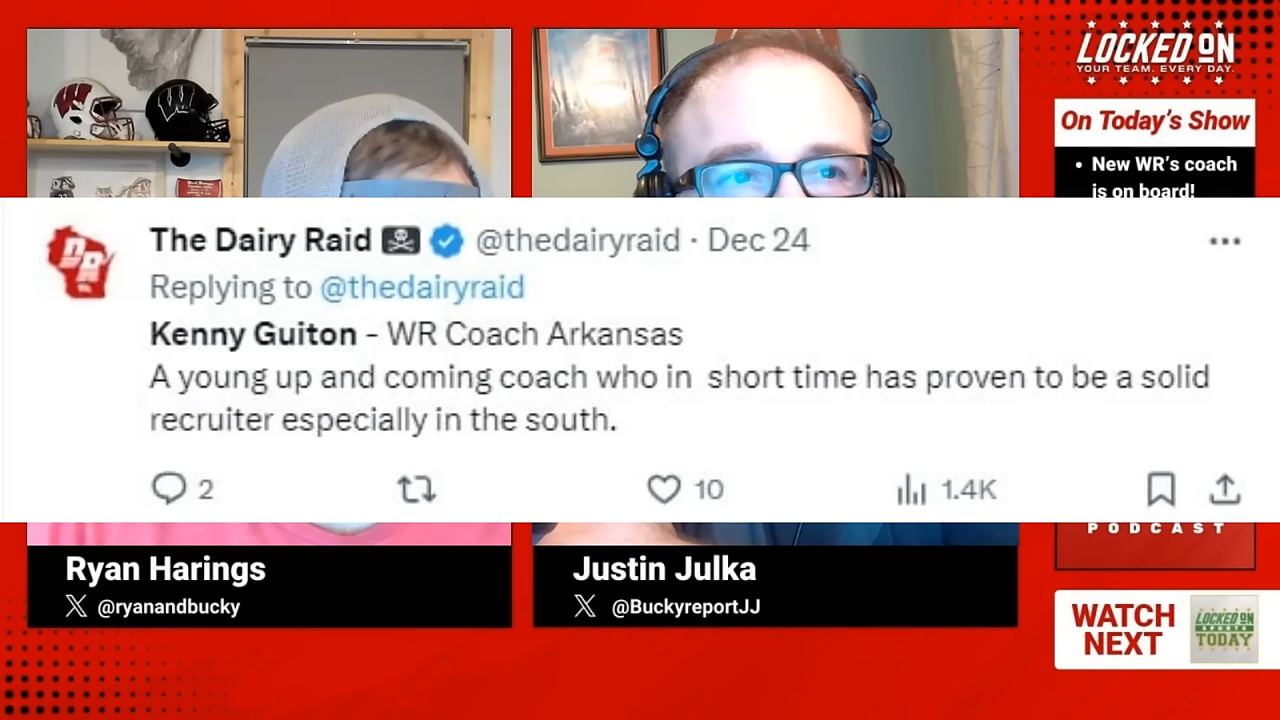 LOCKED ON
YOUR TEAM. EVERY DAY.
On Today's Show
• New WR's coach
is on board!
The Dairy Raid @thedairyraid · Dec 24
Replying to @thedairyraid
Kenny Guiton - WR Coach Arkansas
A young up and coming coach who in short time has proven to be a solid
recruiter especially in the south.
2 10 1.4K
PODCAST
Ryan Harings
@ryanandbucky
Justin Julka
@BuckyreportJJ
WATCH
NEXT
LOCKED ON
SPORTS
TODAY